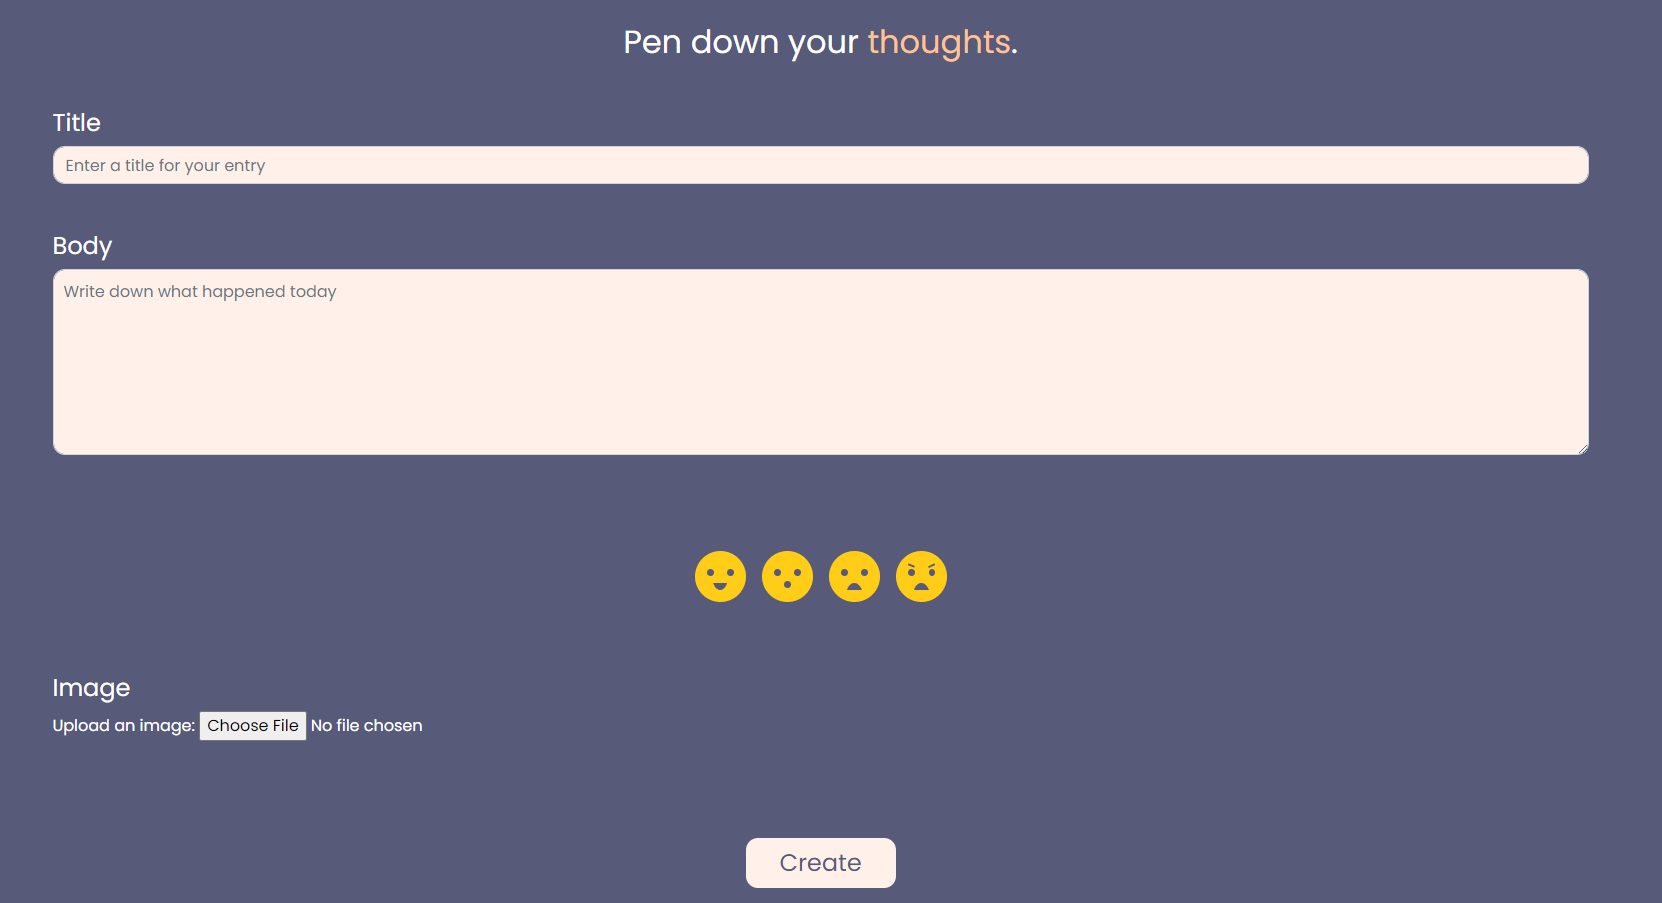 Pen down your thoughts.
Title
Enter a title for your entry
Body
Write down what happened today
Image
Upload an image: Choose File No file chosen
Create